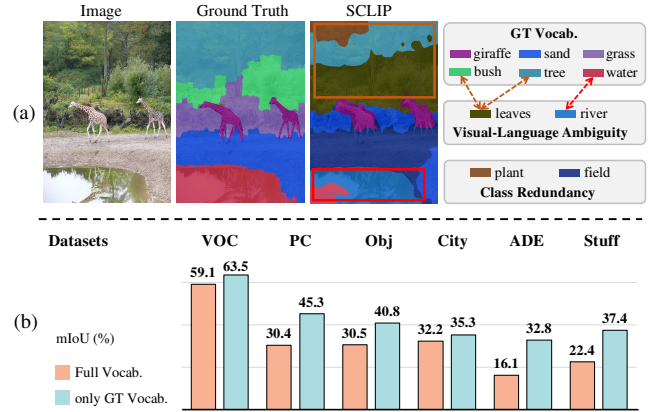 Image Ground Truth SCLIP
GT Vocab.
giraffe sand grass
bush tree water
(a)
leaves river
Visual-Language Ambiguity
plant field
Class Redundancy
Datasets VOC PC Obj City ADE Stuff
59.1 63.5 30.4 45.3 30.5 40.8 32.2 35.3 16.1 32.8 22.4 37.4
(b)
mIoU (%)
Full Vocab.
only GT Vocab.